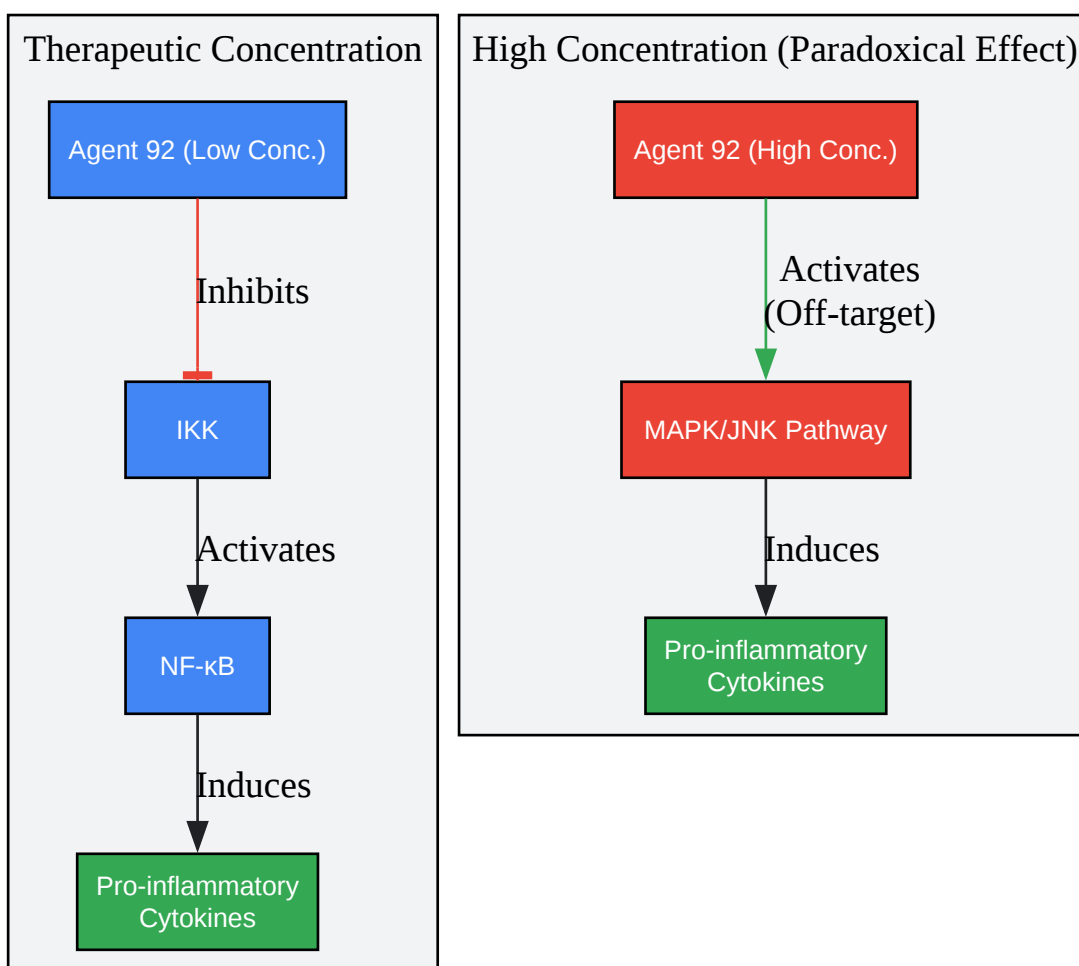 Therapeutic Concentration
Agent 92 (Low Conc.)
Inhibits
IKK
Activates
NF-κB
Induces
Pro-inflammatory
Cytokines
High Concentration (Paradoxical Effect)
Agent 92 (High Conc.)
Activates
(Off-target)
MAPK/JNK Pathway
Induces
Pro-inflammatory
Cytokines